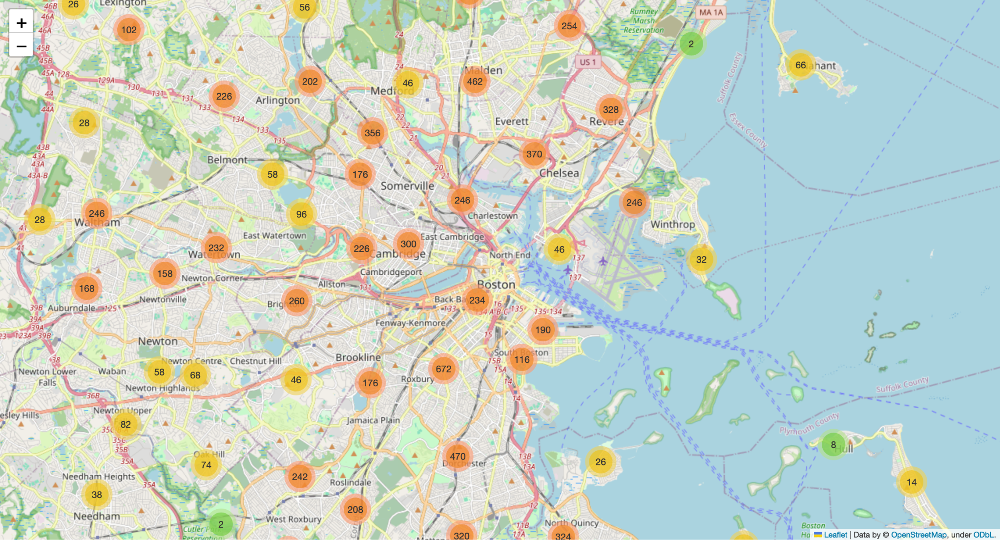 Lexington
46B
26
56
46A
MA 1A
Rumney
Marsh
Reservation
+
102
254
46A
−
24
2
45B
US 1
45B
24
66
45A
128
129A
Malden
Suffolk County
130
202
46
462
44
131
131
226
Medford
133
Arlington
44A
134
22
328
28
Everett
Revere
Essex County
133
22
356
135
21
43B
370
43A
Belmont
43A
20
43A-B
58
176
21
Chelsea
Somerville
246
246
28
246
96
Charlestown
Waltham
Winthrop
41
East Watertown
East Cambridge
41
232
226
300
46
Watertown
Cambridge
North End
137
32
158
Cambridgeport
Newton Corner
137
168
Allston
131
Boston
Newtonville
260
Back Ba
234
16
Auburndale
125
Brighton
133
134 A-B-C
135
135-134
39B
39A
Fenway-Kenmore
39A
190
23
123A
39B
15
Newton
South Boston
38
Newton Centre
Chestnut Hill
Brookline
116
15B
Newton Lower
Falls
Waban
58
68
46
672
15A
Roxbury
176
14
Newton Highlands
Suffolk County
36B
14
Newton Upper
esley Hills
Jamaica Plain
82
Plymouth County
35C
35B
8
Hull
Oak Hill
470
13B
26
35A
74
Dorchester
13A
Needham Heights
242
Roslindale
14
35A
38
12
208
Needham
West Roxbury
North Quincy
2
Cutler Pa
Reservation
11B
Boston
320
11A
324
Leaflet | Data by © OpenStreetMap, under ODbL.